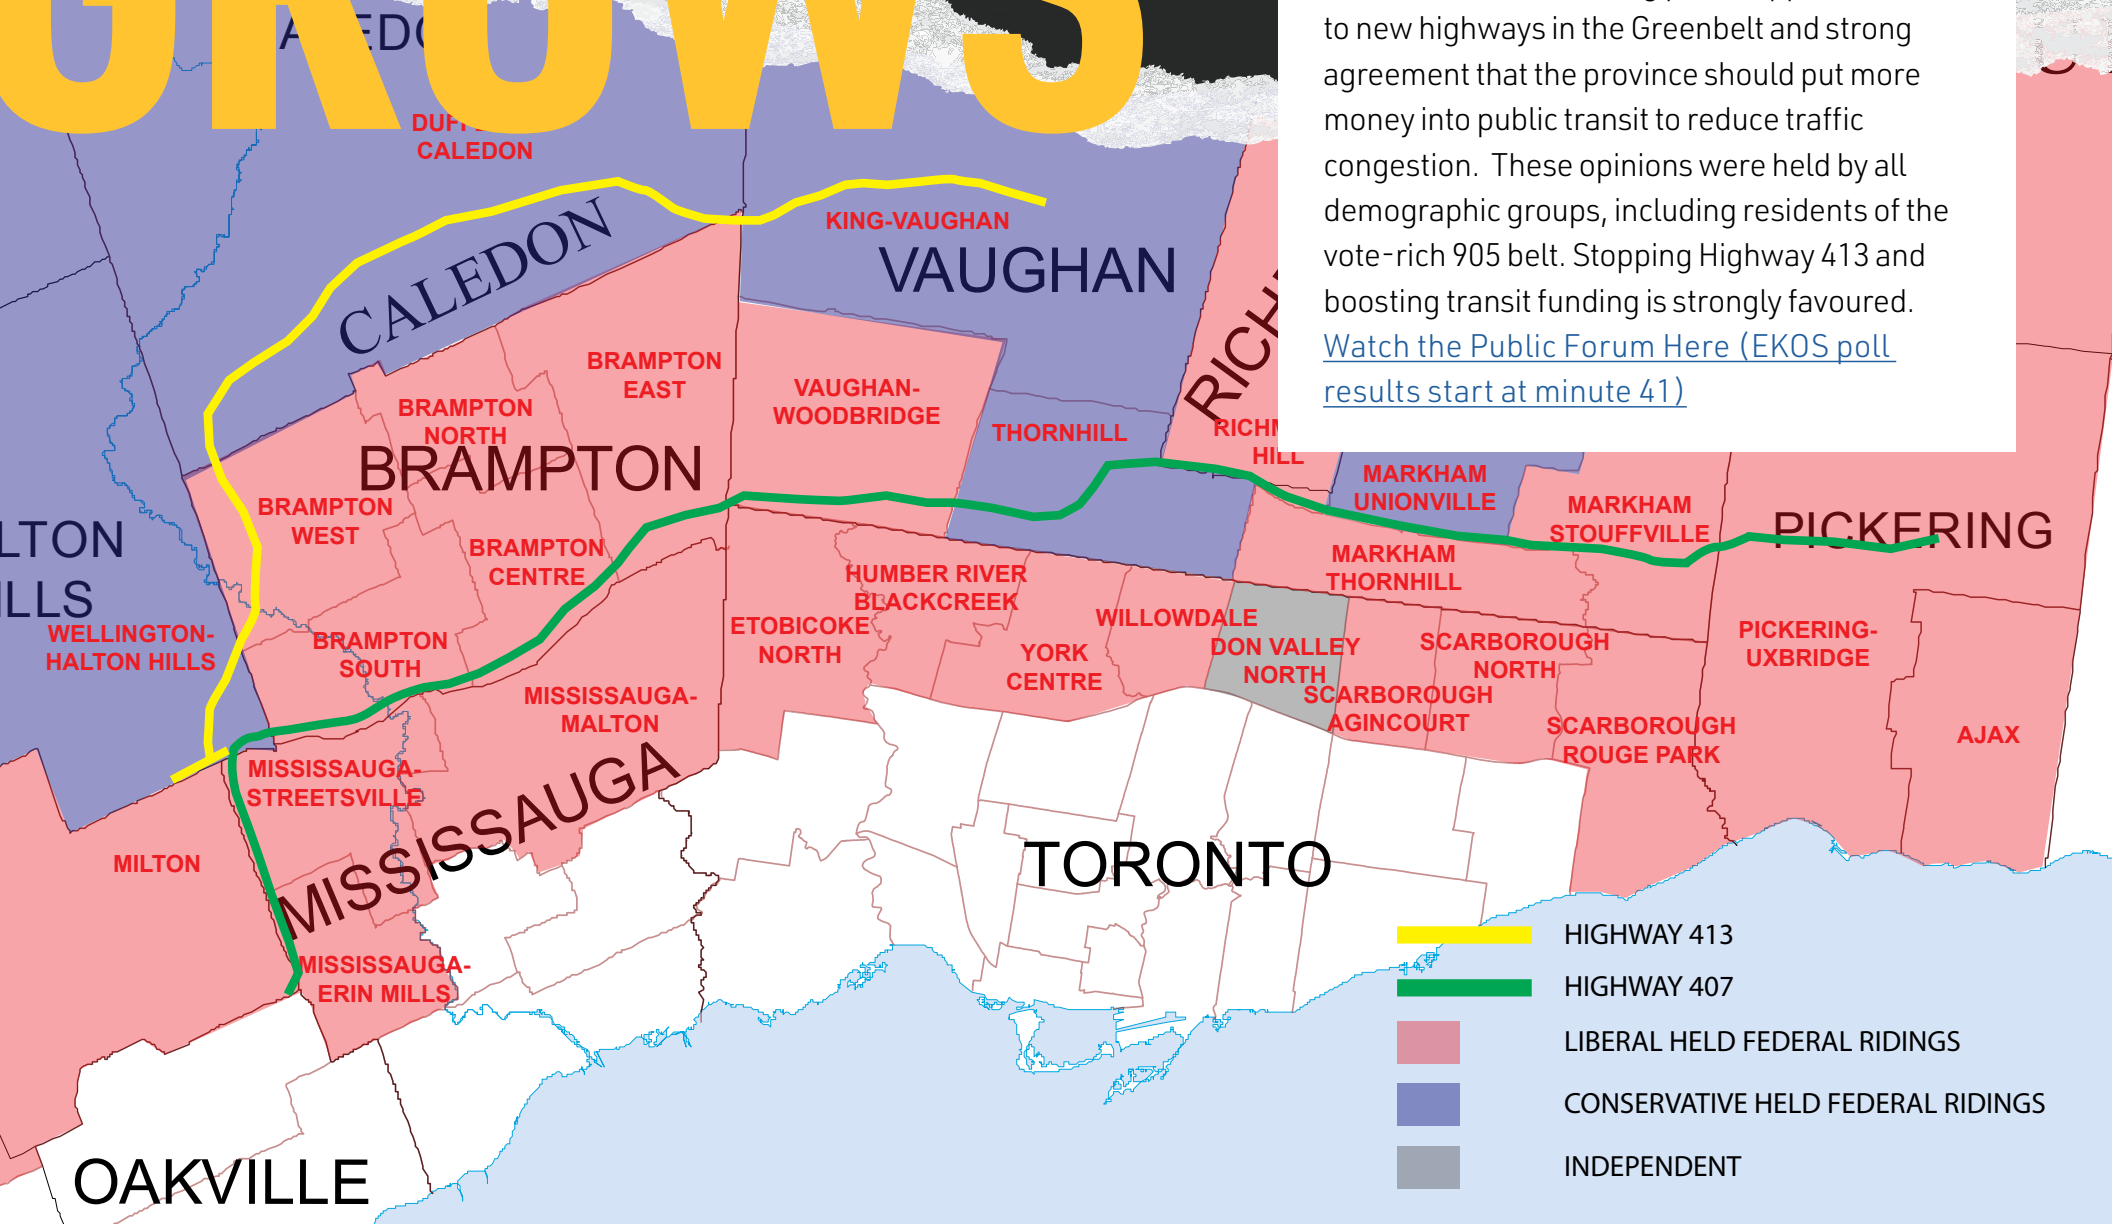 GROWS
to new highways in the Greenbelt and strong
agreement that the province should put more
money into public transit to reduce traffic
congestion. These opinions were held by all
demographic groups, including residents of the
vote-rich 905 belt. Stopping Highway 413 and
boosting transit funding is strongly favoured.
Watch the Public Forum Here (EKOS poll
results start at minute 41)
CALEDON
KING-VAUGHAN
VAUGHAN
CALEDON
BRAMPTON
EAST
BRAMPTON
NORTH
VAUGHAN-
WOODBRIDGE
THORNHILL
HILL
BRAMPTON
BRAMPTON
WEST
BRAMPTON
CENTRE
MARKHAM
UNIONVILLE
MARKHAM
STOUFFVILLE
PICKERING
MARKHAM
THORNHILL
HUMBER RIVER
BLACKCREEK
WELLINGTON-
HALTON HILLS
BRAMPTON
SOUTH
ETOBICOKE
NORTH
YORK
CENTRE
WILLOWDALE
DON VALLEY
NORTH
SCARBOROUGH
NORTH
SCARBOROUGH
AGINCOURT
PICKERING-
UXBRIDGE
SCARBOROUGH
ROUGE PARK
AJAX
MISSISSAUGA-
MALTON
MISSISSAUGA-
STREETSVILLE
MISSISSAUGA
MILTON
MISSISSAUGA-
ERIN MILLS
TORONTO
OAKVILLE
HIGHWAY 413
HIGHWAY 407
LIBERAL HELD FEDERAL RIDINGS
CONSERVATIVE HELD FEDERAL RIDINGS
INDEPENDENT